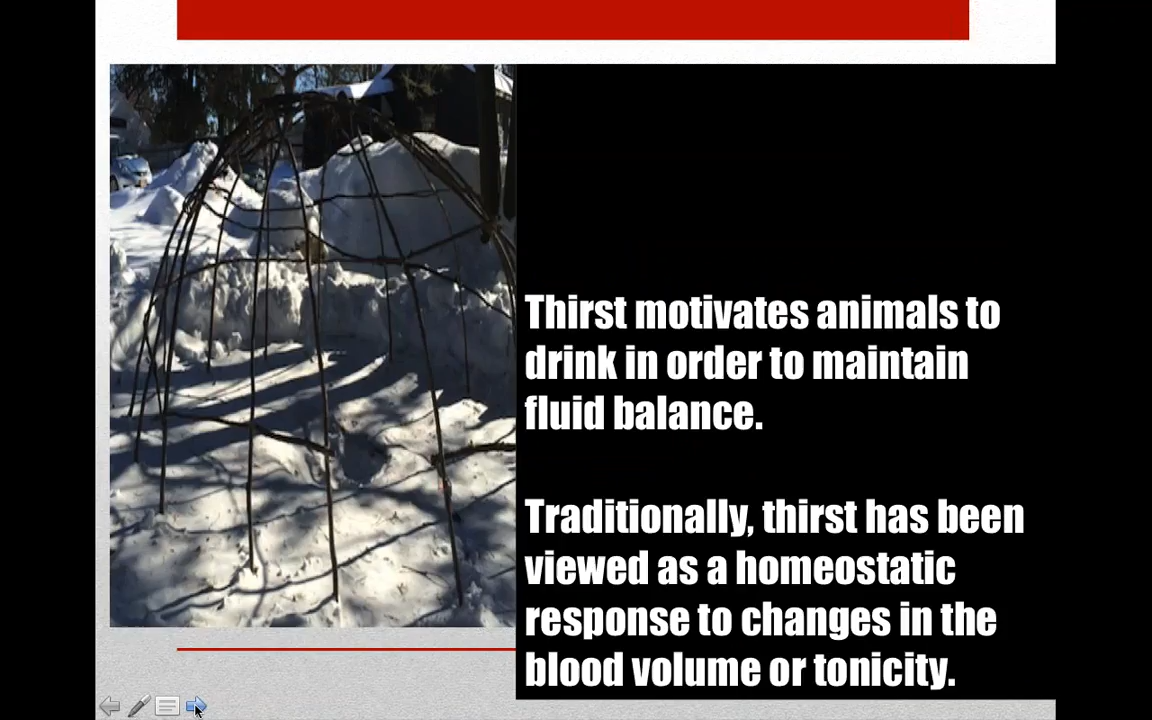 Thirst motivates animals to
drink in order to maintain
fluid balance.
Traditionally, thirst has been
viewed as a homeostatic
response to changes in the
blood volume or tonicity.